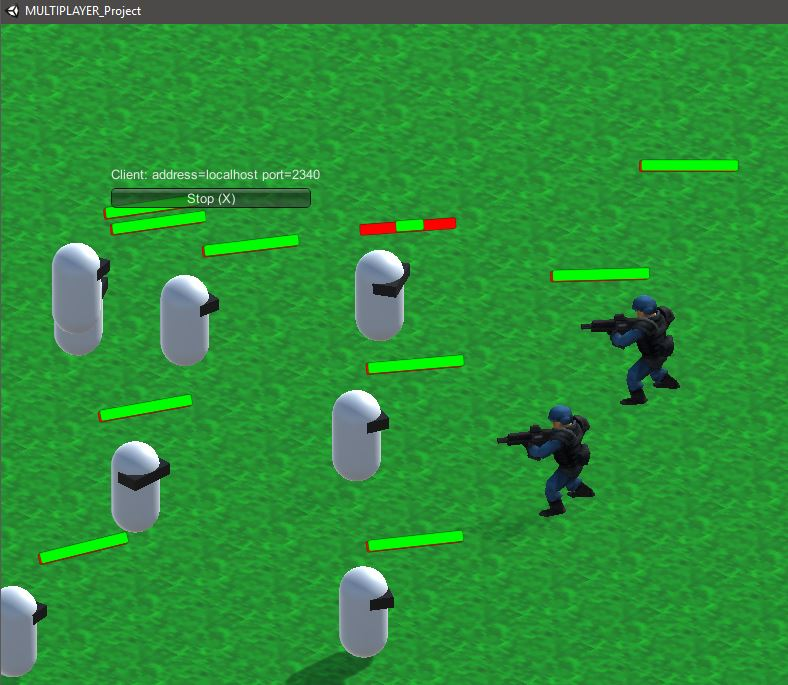 MULTIPLAYER_Project
Client: address=localhost port=2340
Stop (X)